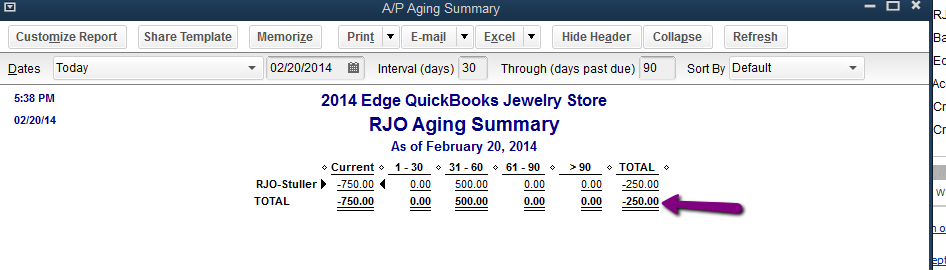 A/P Aging Summary
Customize Report Share Template Memorize Print E-mail Excel Hide Header Collapse Refresh
Dates Today 02/20/2014 Interval (days) 30 Through (days past due) 90 Sort By Default
5:38 PM
02/20/14
2014 Edge QuickBooks Jewelry Store
RJO Aging Summary
As of February 20, 2014
Current 1 - 30 31 - 60 61 - 90 > 90 TOTAL
RJO-Stuller -750.00 0.00 500.00 0.00 0.00 -250.00
TOTAL -750.00 0.00 500.00 0.00 0.00 -250.00
RJ
Ba
Ed
Acc
Cr
Cr
W